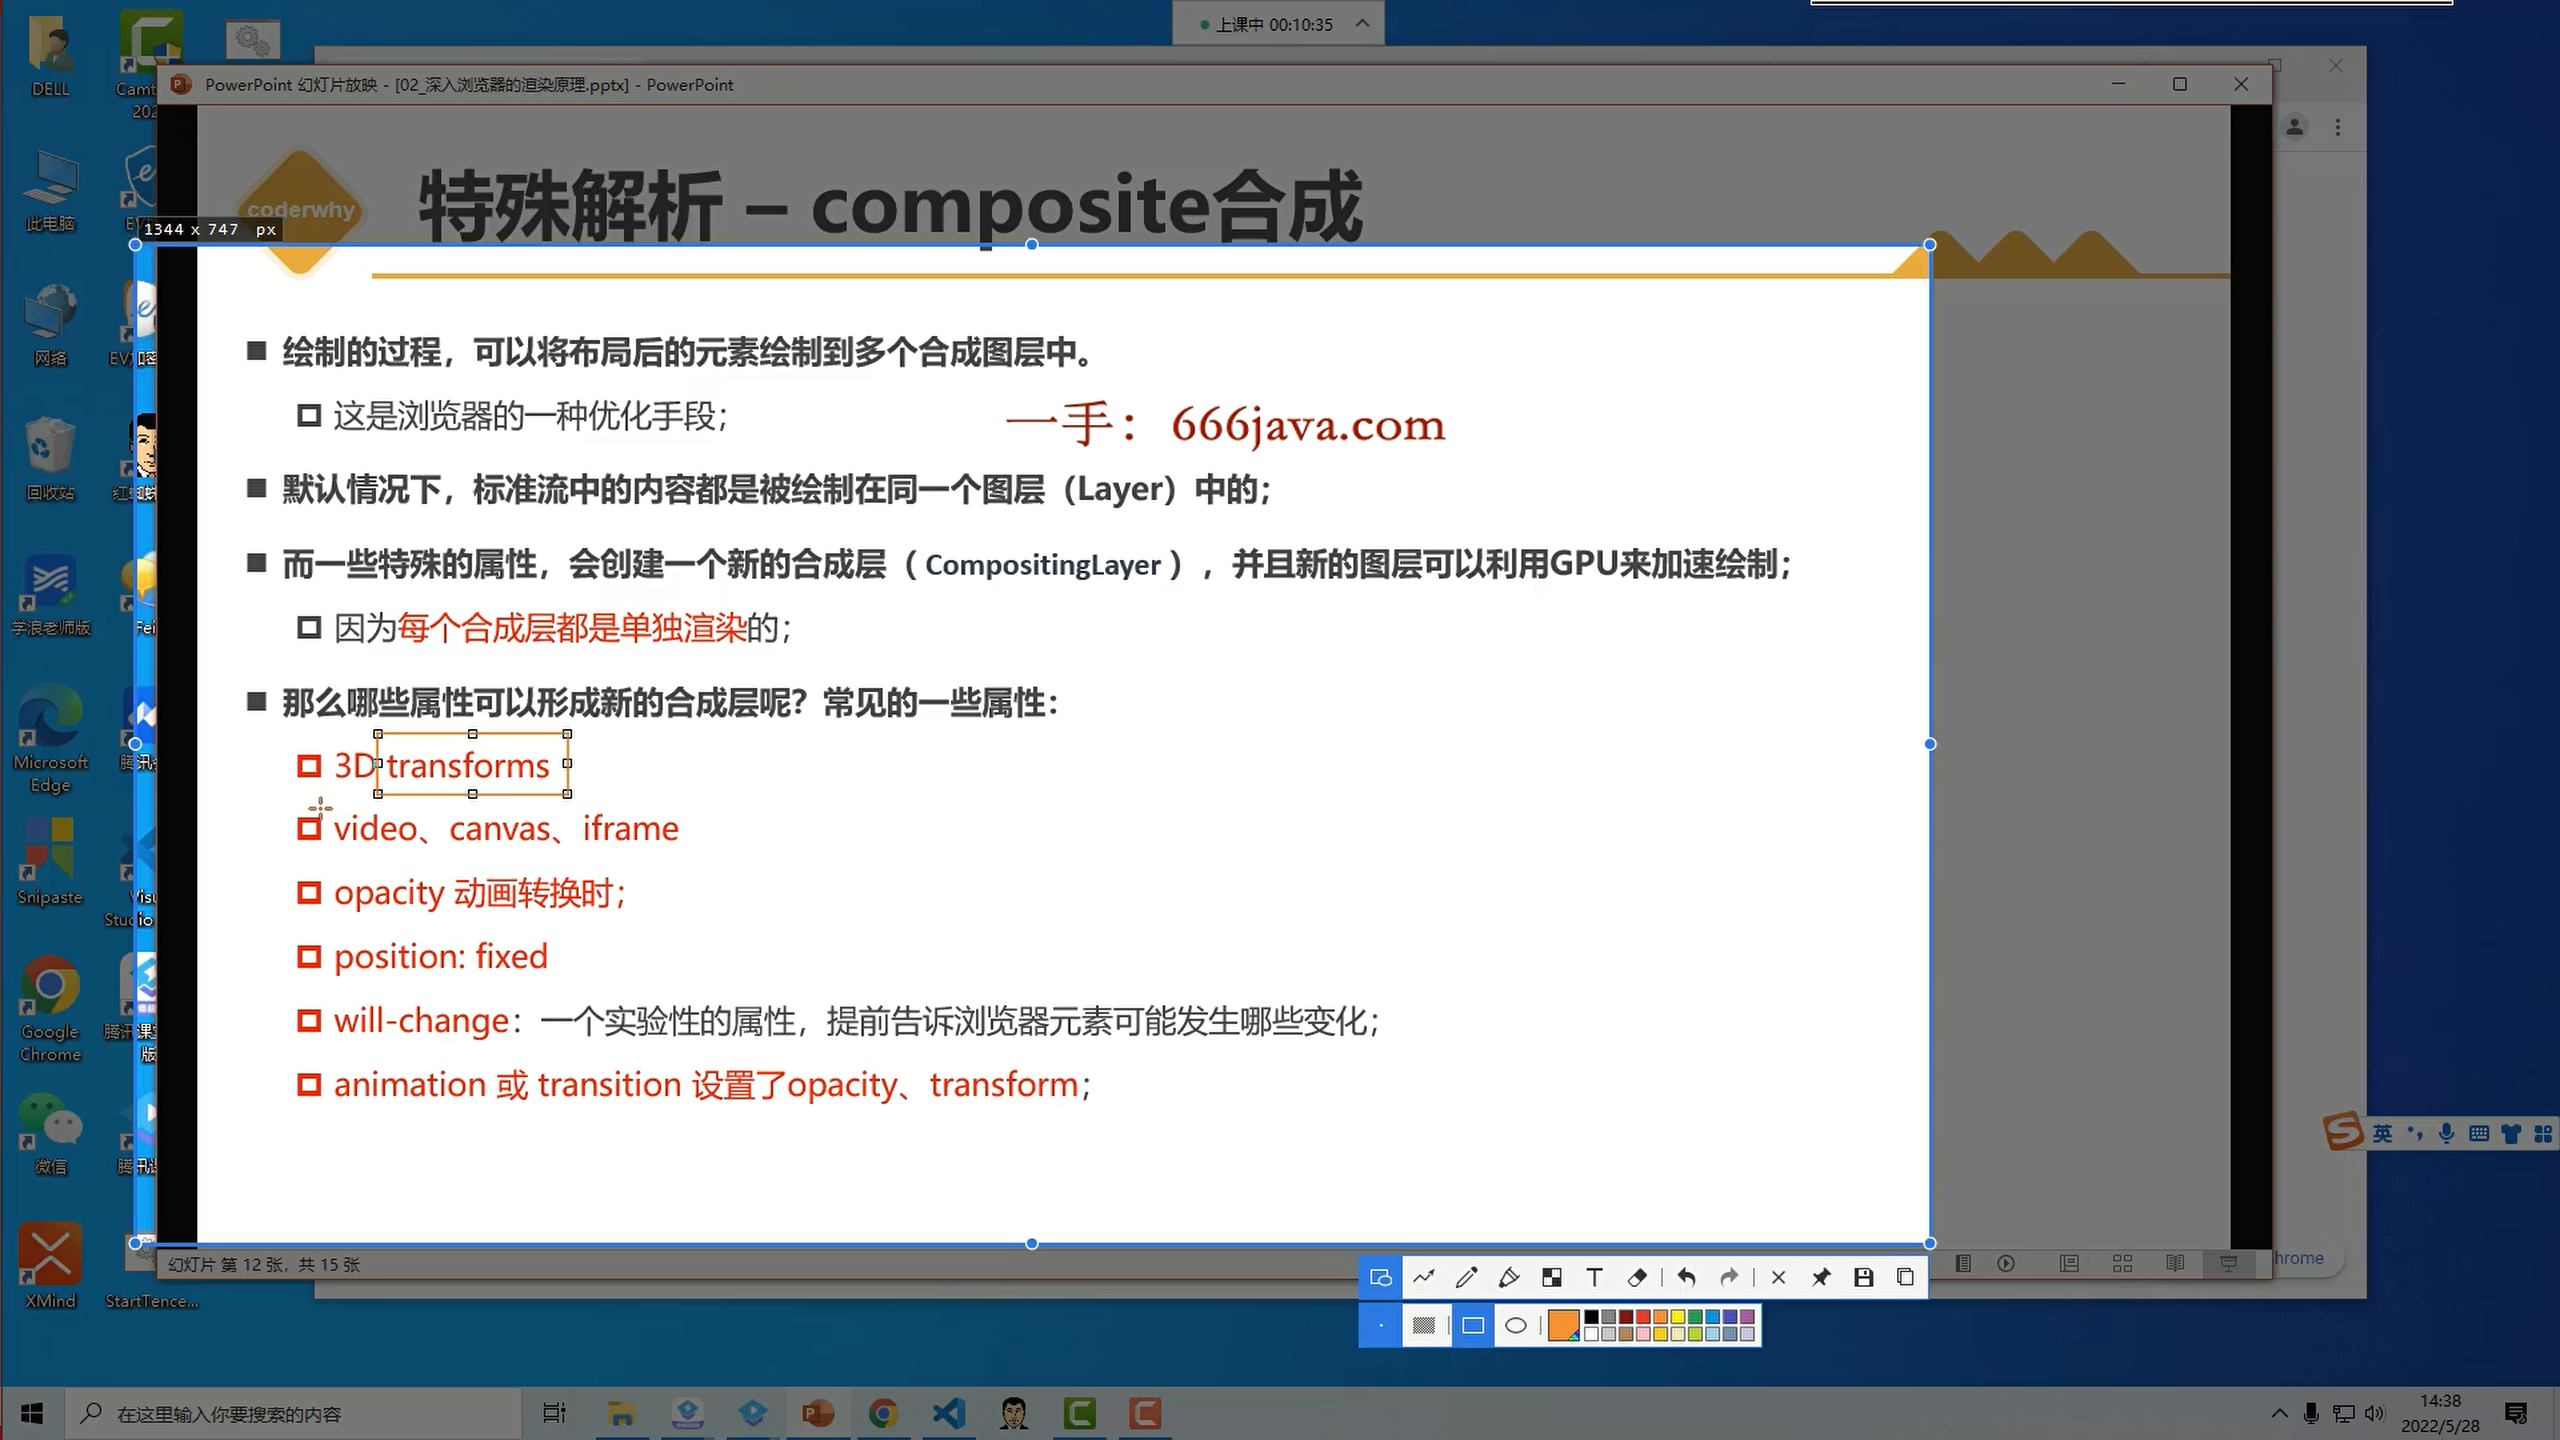 上课中 00:10:35
DELL
PowerPoint 幻灯片放映 - [02_深入浏览器的渲染原理.pptx] - PowerPoint
coderwhy
特殊解析 – composite合成
1344 x 747 px
此电脑
绘制的过程，可以将布局后的元素绘制到多个合成图层中。
网络
这是浏览器的一种优化手段；
一手：666java.com
回收站
默认情况下，标准流中的内容都是被绘制在同一个图层（Layer）中的；
而一些特殊的属性，会创建一个新的合成层（ CompositingLayer ），并且新的图层可以利用GPU来加速绘制；
学浪老师版
因为每个合成层都是单独渲染的；
那么哪些属性可以形成新的合成层呢？常见的一些属性：
Microsoft Edge
3D transforms
video、canvas、iframe
Snipaste
opacity 动画转换时；
position: fixed
Google Chrome
will-change：一个实验性的属性，提前告诉浏览器元素可能发生哪些变化；
animation 或 transition 设置了opacity、transform；
微信
英
幻灯片 第 12 张，共 15 张
hrome
XMind
StartTence...
在这里输入你要搜索的内容
14:38
2022/5/28